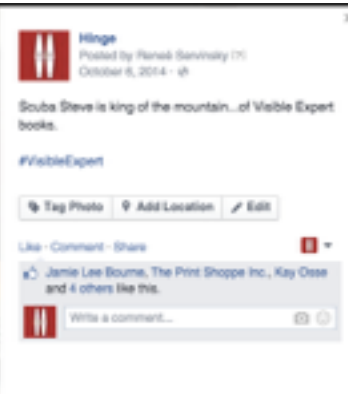 Hinge
Posted by Reneé Servinsky [?]
October 6, 2014 ·
Scuba Steve is king of the mountain...of Visible Expert
books.
#VisibleExpert
Tag Photo Add Location Edit
Like · Comment · Share
Jamie Lee Bourne, The Print Shoppe Inc., Kay Osse
and 4 others like this.
Write a comment...